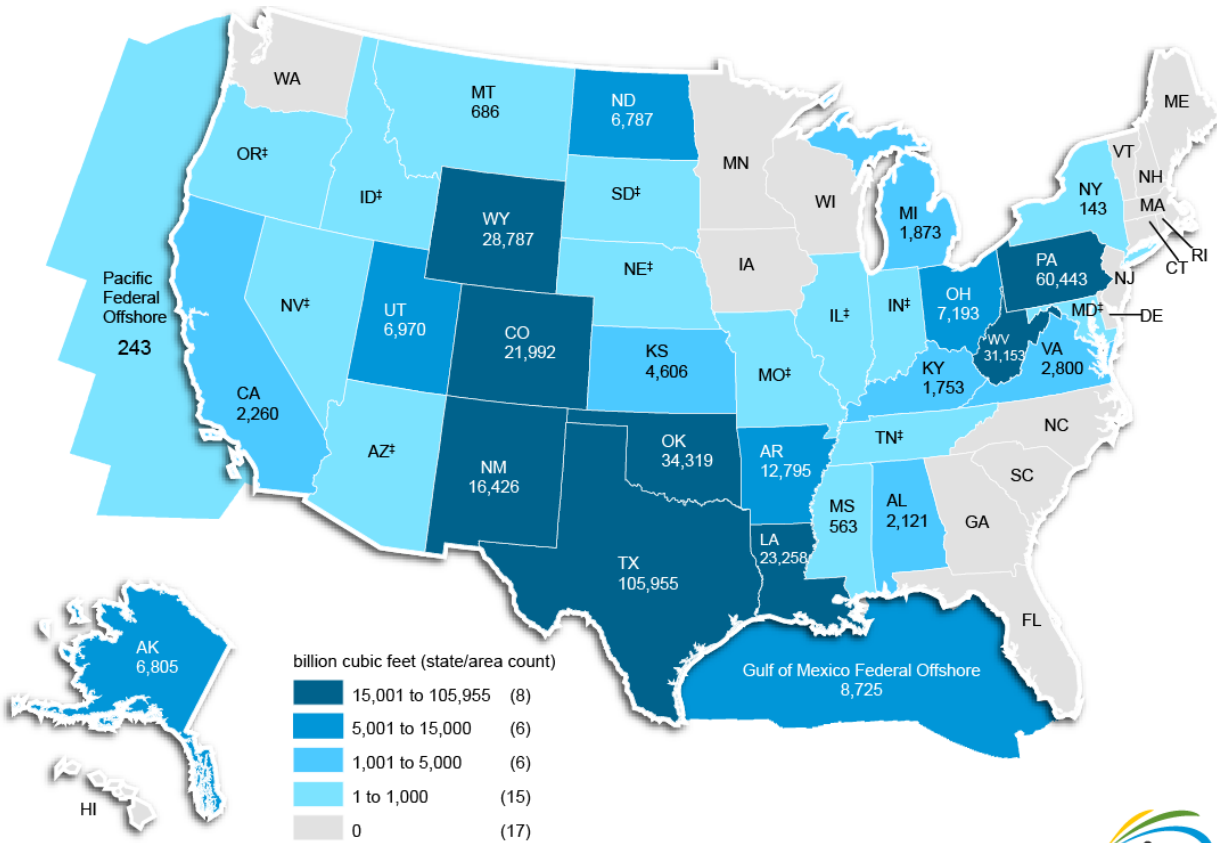 WA
MT
686
ND
6,787
MN
ME
VT
NH
OR‡
ID‡
SD‡
WI
MI
1,873
NY
143
MA
RI
CT
WY
28,787
IA
PA
60,443
NJ
Pacific
Federal
Offshore
243
NV‡
UT
6,970
NE‡
IL‡
IN‡
OH
7,193
MD‡
DE
CO
21,992
KS
4,606
MO‡
WV
31,153
VA
2,800
KY
1,753
CA
2,260
AZ‡
NM
16,426
OK
34,319
AR
12,795
TN‡
NC
SC
MS
563
AL
2,121
GA
TX
105,955
LA
23,258
FL
AK
6,805
HI
Gulf of Mexico Federal Offshore
8,725
billion cubic feet (state/area count)
15,001 to 105,955 (8)
5,001 to 15,000 (6)
1,001 to 5,000 (6)
1 to 1,000 (15)
0 (17)